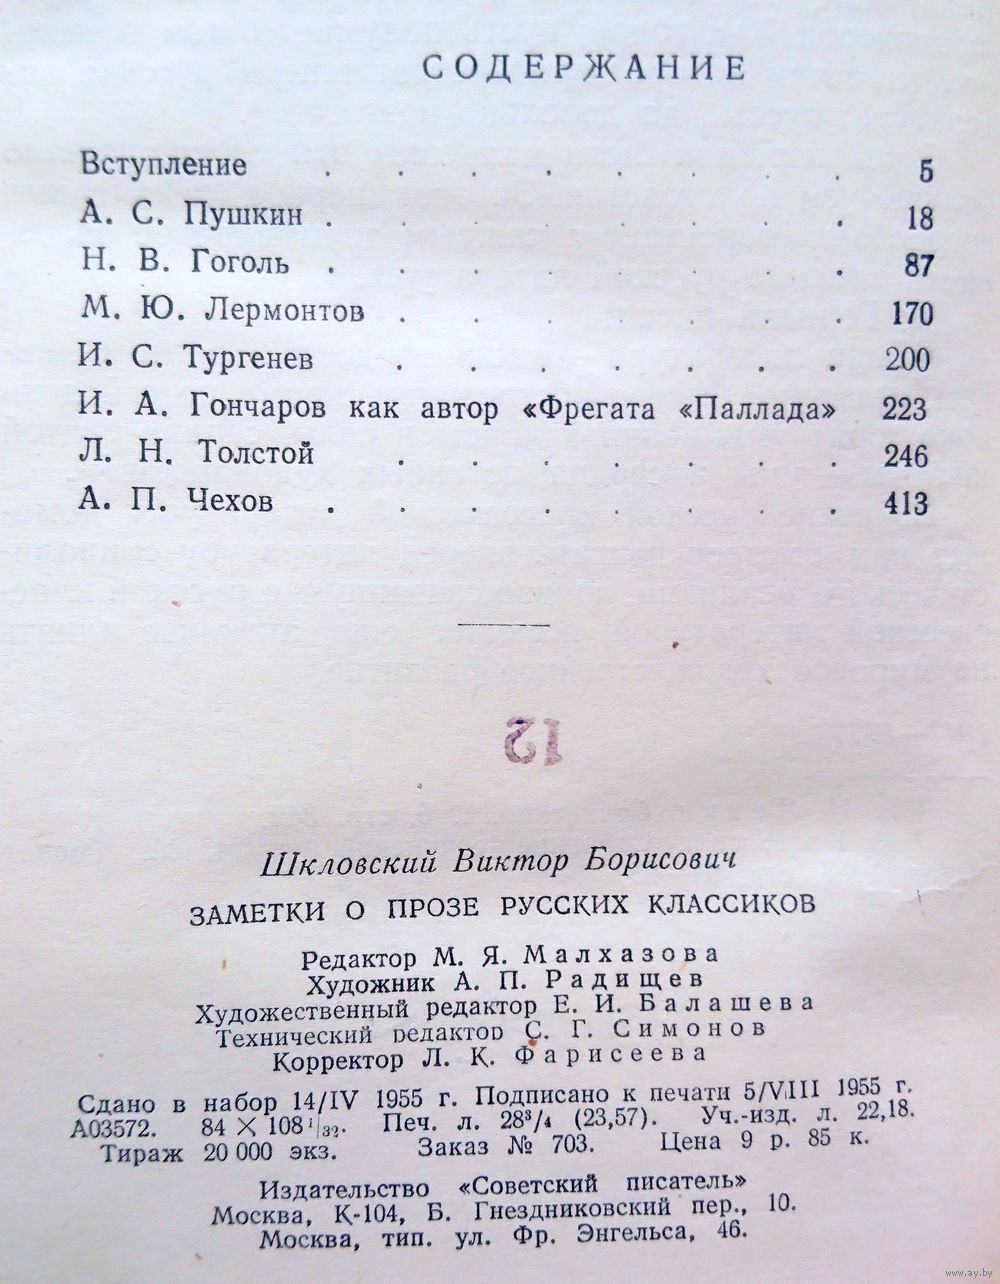 СОДЕРЖАНИЕ
Вступление . . . . . . . . 5
А. С. Пушкин . . . . . . . . 18
Н. В. Гоголь . . . . . . . . 87
М. Ю. Лермонтов . . . . . . . 170
И. С. Тургенев . . . . . . . 200
И. А. Гончаров как автор «Фрегата «Паллада» 223
Л. Н. Толстой . . . . . . . 246
А. П. Чехов . . . . . . . . 413
12
Шкловский Виктор Борисович
ЗАМЕТКИ О ПРОЗЕ РУССКИХ КЛАССИКОВ
Редактор М. Я. Малхазова
Художник А. П. Радищев
Художественный редактор Е. И. Балашева
Технический редактор С. Г. Симонов
Корректор Л. К. Фарисеева
Сдано в набор 14/IV 1955 г. Подписано к печати 5/VIII 1955 г.
А03572. 84 × 108 1/32. Печ. л. 28³/₄ (23,57). Уч.-изд. л. 22,18.
Тираж 20 000 экз. Заказ № 703. Цена 9 р. 85 к.
Издательство «Советский писатель»
Москва, К-104, Б. Гнездниковский пер., 10.
Москва, тип. ул. Фр. Энгельса, 46.
www.ay.by